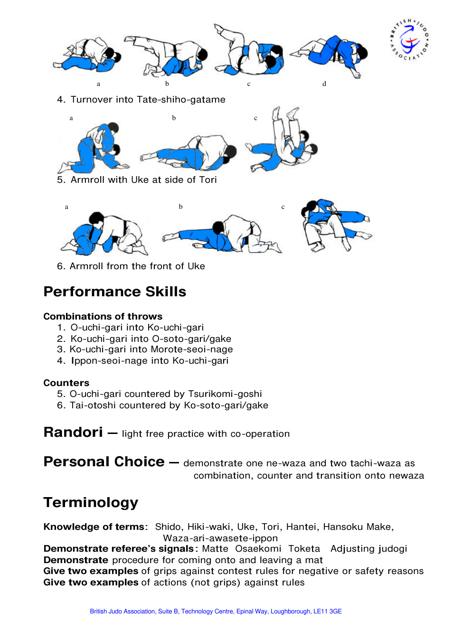 BRITISH JUDO ASSOCIATION
a b c d
4. Turnover into Tate-shiho-gatame
a b c
5. Armroll with Uke at side of Tori
a b c
6. Armroll from the front of Uke
Performance Skills
Combinations of throws
1. O-uchi-gari into Ko-uchi-gari
2. Ko-uchi-gari into O-soto-gari/gake
3. Ko-uchi-gari into Morote-seoi-nage
4. Ippon-seoi-nage into Ko-uchi-gari
Counters
5. O-uchi-gari countered by Tsurikomi-goshi
6. Tai-otoshi countered by Ko-soto-gari/gake
Randori — light free practice with co-operation
Personal Choice — demonstrate one ne-waza and two tachi-waza as
combination, counter and transition onto newaza
Terminology
Knowledge of terms: Shido, Hiki-waki, Uke, Tori, Hantei, Hansoku Make,
Waza-ari-awasete-ippon
Demonstrate referee's signals: Matte Osaekomi Toketa Adjusting judogi
Demonstrate procedure for coming onto and leaving a mat
Give two examples of grips against contest rules for negative or safety reasons
Give two examples of actions (not grips) against rules
British Judo Association, Suite B, Technology Centre, Epinal Way, Loughborough, LE11 3GE